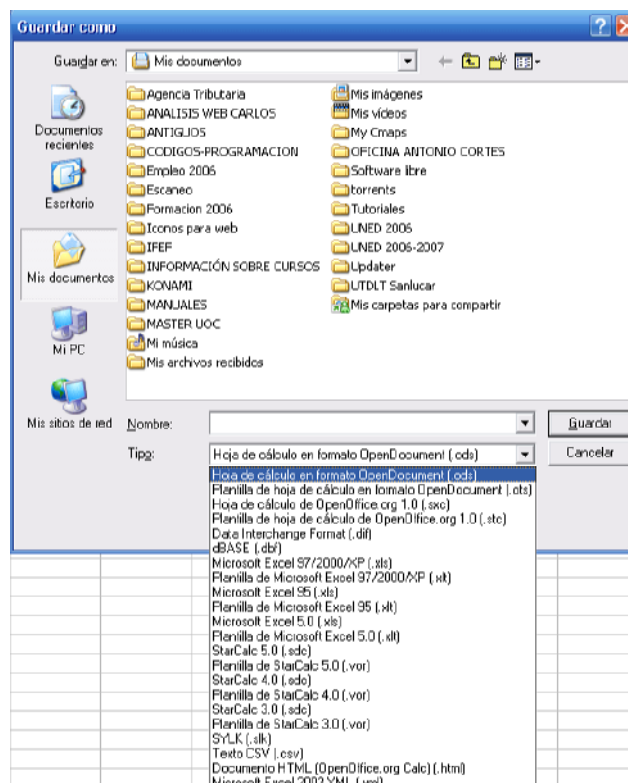 Guardar como
Guardar en:
Mis documentos
Documentos recientes
Escritorio
Mis documentos
Mi PC
Mis sitios de red
Agencia Tributaria
ANALISIS WEB CARLOS
ANTIGUOS
CODIGOS-PROGRAMACION
Empleo 2006
Escaneo
Formacion 2006
Iconos para web
IFEF
INFORMACIÓN SOBRE CURSOS
KONAMI
MANUALES
MASTER UOC
Mi música
Mis archivos recibidos
Mis imágenes
Mis vídeos
My Cmaps
OFICINA ANTONIO CORTES
Software libre
torrents
Tutoriales
UNED 2006
UNED 2006-2007
Updater
UTDLT Sanlucar
Mis carpetas para compartir
Nombre:
Guardar
Tipo:
Hoja de cálculo en formato OpenDocument (.ods)
Cancelar
Hoja de cálculo en formato OpenDocument (.ods)
Plantilla de hoja de cálculo en formato OpenDocument (.ots)
Hoja de cálculo de OpenOffice.org 1.0 (.sxc)
Plantilla de hoja de cálculo de OpenOffice.org 1.0 (.stc)
Data Interchange Format (.dif)
dBASE (.dbf)
Microsoft Excel 97/2000/XP (.xls)
Plantilla de Microsoft Excel 97/2000/XP (.xlt)
Microsoft Excel 95 (.xls)
Plantilla de Microsoft Excel 95 (.xlt)
Microsoft Excel 5.0 (.xls)
Plantilla de Microsoft Excel 5.0 (.xlt)
StarCalc 5.0 (.sdc)
Plantilla de StarCalc 5.0 (.vor)
StarCalc 4.0 (.sdc)
Plantilla de StarCalc 4.0 (.vor)
StarCalc 3.0 (.sdc)
Plantilla de StarCalc 3.0 (.vor)
SYLK (.slk)
Texto CSV (.csv)
Documento HTML (OpenOffice.org Calc) (.html)
Microsoft Excel 2003 XML (.xml)